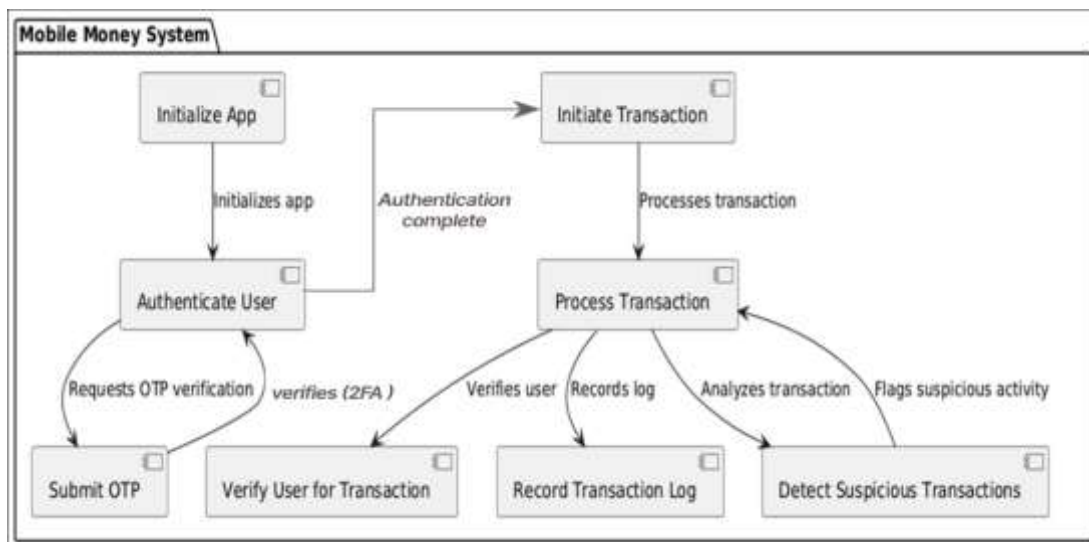 Mobile Money System
Initialize App
Initiate Transaction
Initializes app
Authentication
complete
Processes transaction
Authenticate User
Process Transaction
Requests OTP verification
verifies (2FA )
Verifies user
Records log
Analyzes transaction
Flags suspicious activity
Submit OTP
Verify User for Transaction
Record Transaction Log
Detect Suspicious Transactions